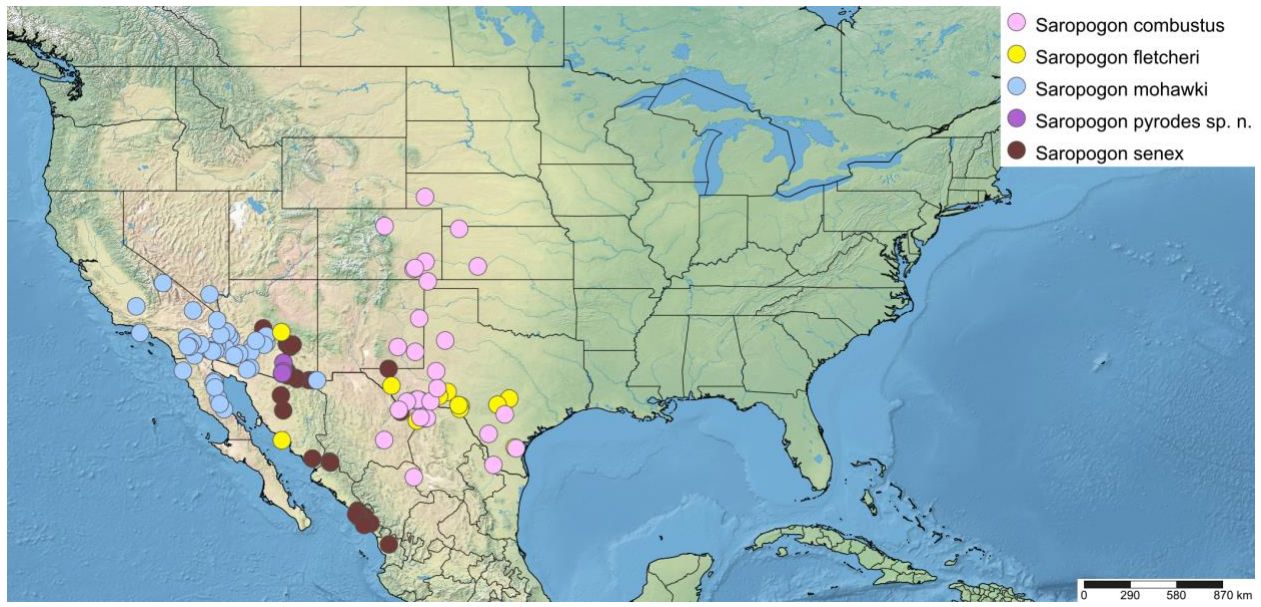 Saropogon combustus
Saropogon fletcheri
Saropogon mohawki
Saropogon pyrodes sp. n.
Saropogon senex
0 290 580 870 km